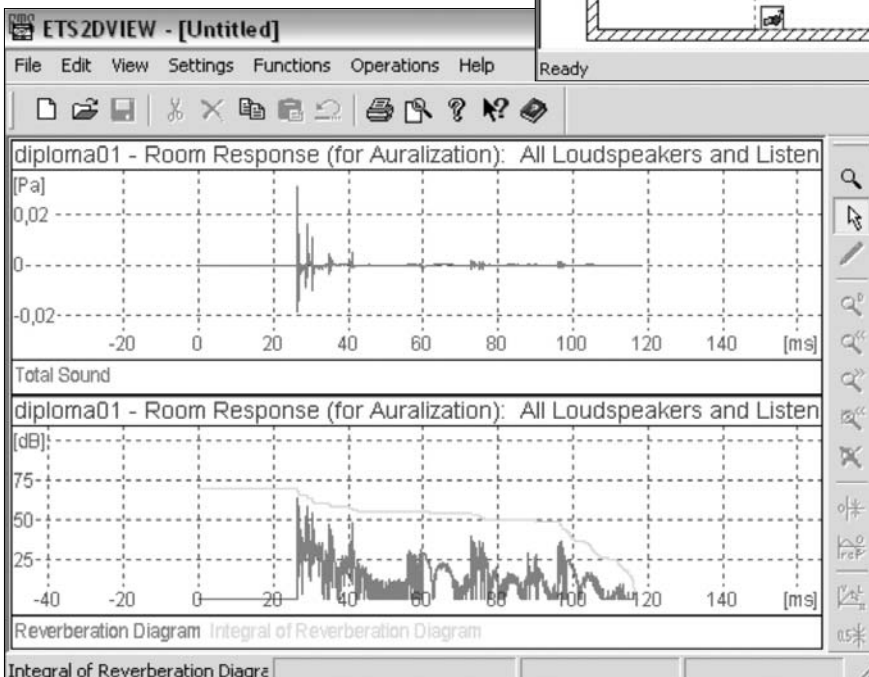 ETS2DVIEW - [Untitled]
File Edit View Settings Functions Operations Help
Ready
diploma01 - Room Response (for Auralization): All Loudspeakers and Listen
[Pa]
0,02
0
-0,02
-20 0 20 40 60 80 100 120 140 [ms]
Total Sound
diploma01 - Room Response (for Auralization): All Loudspeakers and Listen
[dB]
75
50
25
-40 -20 0 20 40 60 80 100 120 140 [ms]
Reverberation Diagram Integral of Reverberation Diagram
Integral of Reverberation Diagra